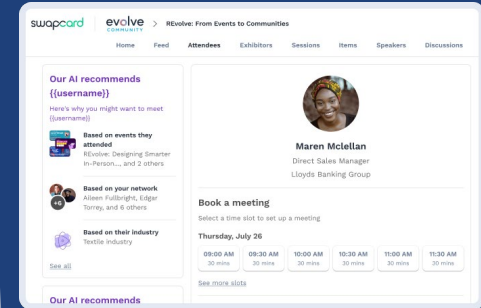 swapcard
evolve
COMMUNITY
> REvolve: From Events to Communities
Home Feed Attendees Exhibitors Sessions Items Speakers Discussions
Our AI recommends
{{username}}
Here's why you might want to meet
{{username}}
Based on events they
attended
REvolve: Designing Smarter
In-Person..., and 2 others
+6
Based on your network
Aileen Fullbright, Edgar
Torrey, and 6 others
Based on their industry
Textile industry
See all
Our AI recommends
Maren Mclellan
Direct Sales Manager
Lloyds Banking Group
Book a meeting
Select a time slot to set up a meeting
Thursday, July 26
09:00 AM 09:30 AM 10:00 AM 10:30 AM 11:00 AM 11:30 AM
30 mins 30 mins 30 mins 30 mins 30 mins 30 mins
See more slots